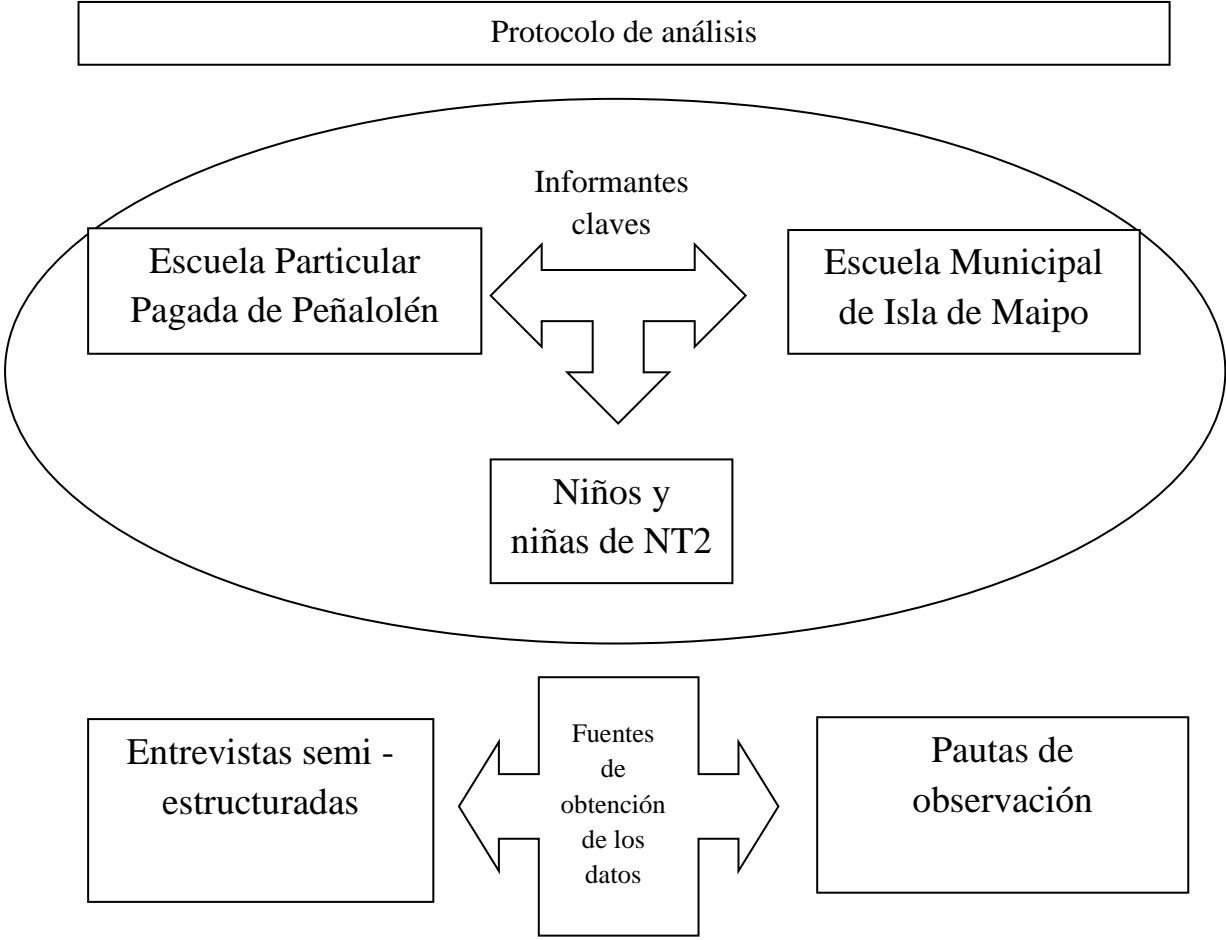 Protocolo de análisis
Informantes
claves
Escuela Particular
Pagada de Peñalolén
Escuela Municipal
de Isla de Maipo
Niños y
niñas de NT2
Entrevistas semi -
estructuradas
Fuentes
de
obtención
de los
datos
Pautas de
observación